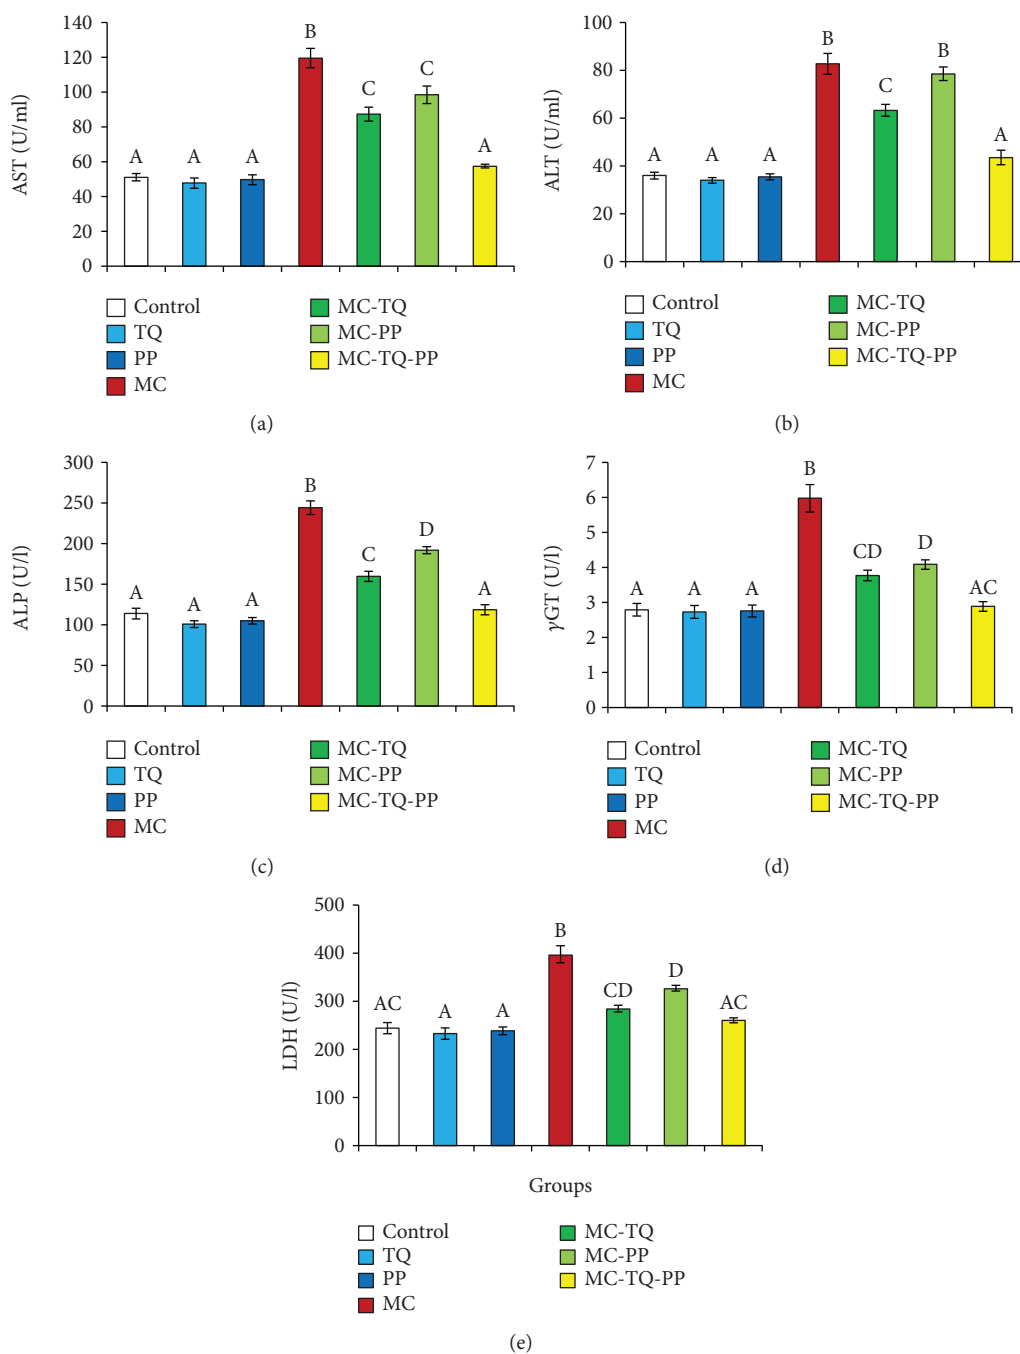 140
120
100
80
60
40
20
0
AST (U/ml)
A
A
A
B
C
C
A
Control
TQ
PP
MC
MC-TQ
MC-PP
MC-TQ-PP
(a)
100
80
60
40
20
0
ALT (U/ml)
A
A
A
B
C
B
A
Control
TQ
PP
MC
MC-TQ
MC-PP
MC-TQ-PP
(b)
300
250
200
150
100
50
0
ALP (U/l)
A
A
A
B
C
D
A
Control
TQ
PP
MC
MC-TQ
MC-PP
MC-TQ-PP
(c)
7
6
5
4
3
2
1
0
γGT (U/l)
A
A
A
B
CD
D
AC
Control
TQ
PP
MC
MC-TQ
MC-PP
MC-TQ-PP
(d)
500
400
300
200
100
0
LDH (U/l)
AC
A
A
B
CD
D
AC
Groups
Control
TQ
PP
MC
MC-TQ
MC-PP
MC-TQ-PP
(e)